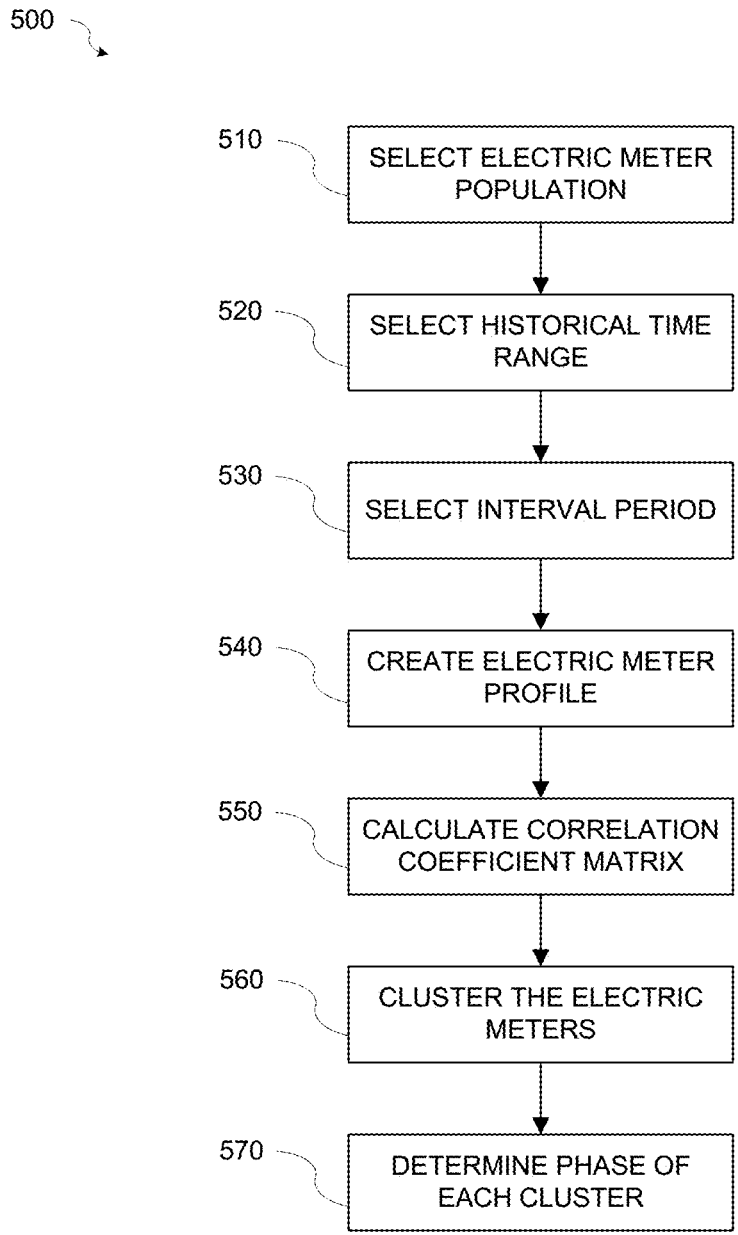 500
510
SELECT ELECTRIC METER
POPULATION
520
SELECT HISTORICAL TIME
RANGE
530
SELECT INTERVAL PERIOD
540
CREATE ELECTRIC METER
PROFILE
550
CALCULATE CORRELATION
COEFFICIENT MATRIX
560
CLUSTER THE ELECTRIC
METERS
570
DETERMINE PHASE OF
EACH CLUSTER